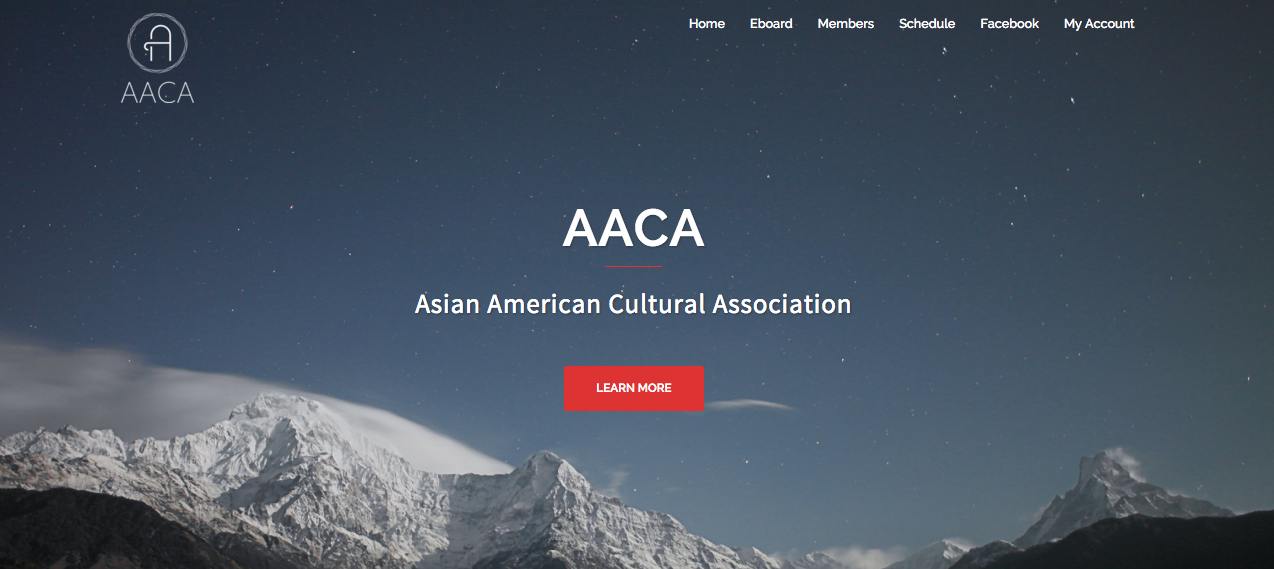 AACA
Home Eboard Members Schedule Facebook My Account
AACA
Asian American Cultural Association
LEARN MORE